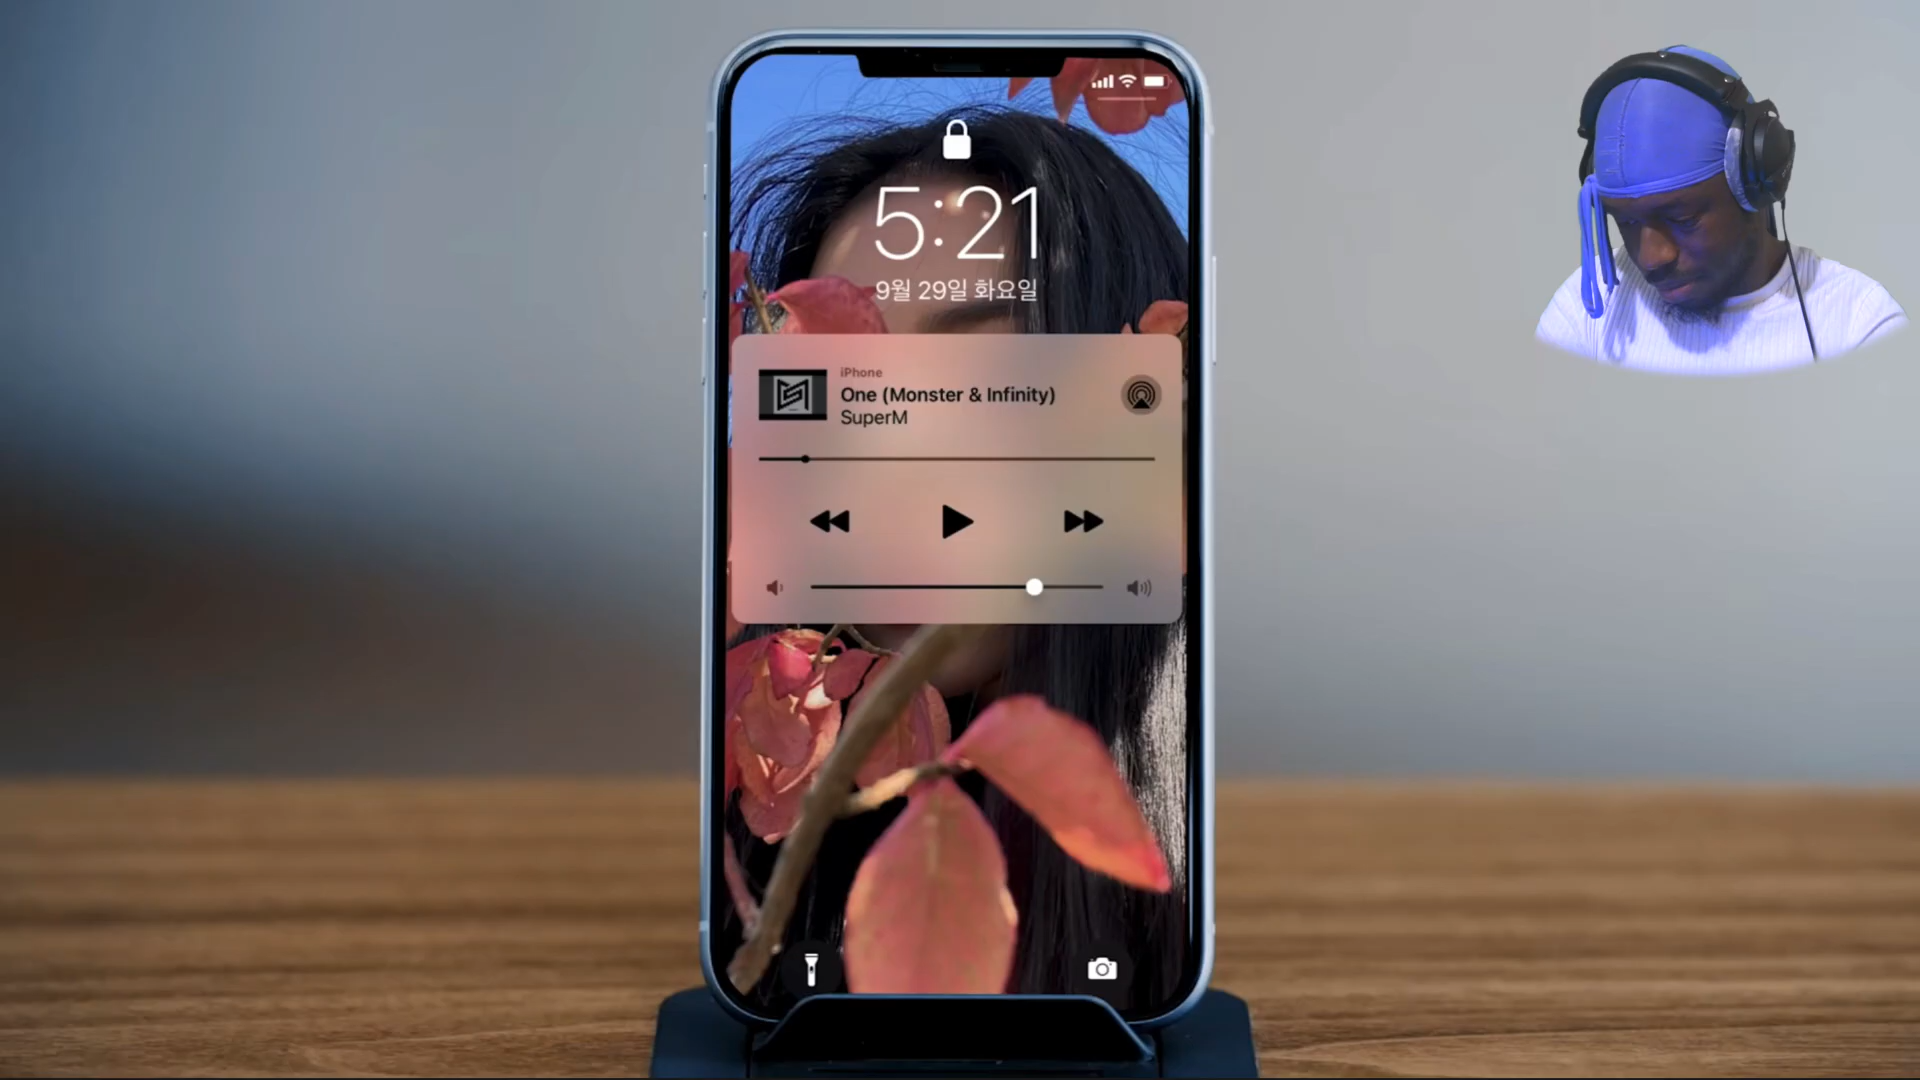 5:21
9월 29일 화요일
iPhone
One (Monster & Infinity)
SuperM